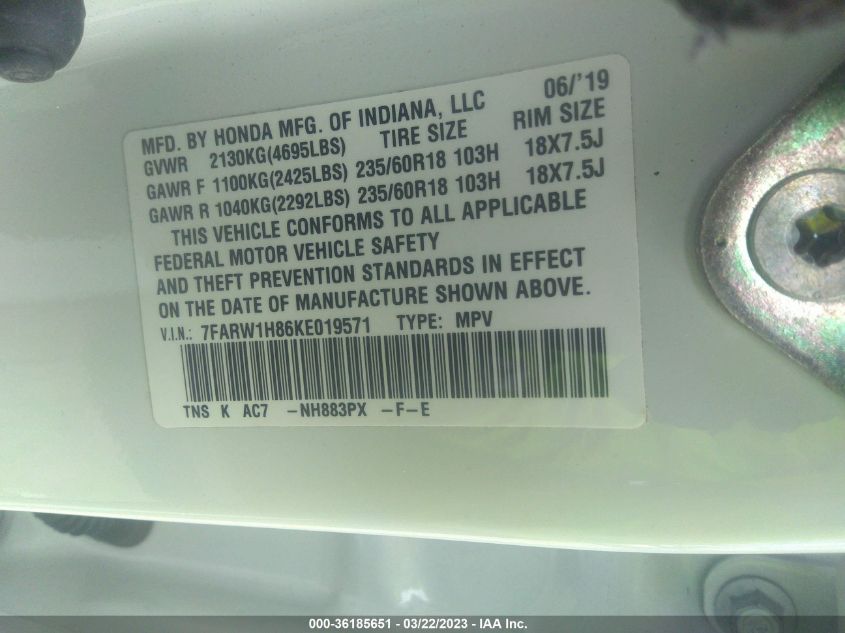 MFD. BY HONDA MFG. OF INDIANA, LLC 06/'19
GVWR 2130KG(4695LBS) TIRE SIZE RIM SIZE
GAWR F 1100KG(2425LBS) 235/60R18 103H 18X7.5J
GAWR R 1040KG(2292LBS) 235/60R18 103H 18X7.5J
THIS VEHICLE CONFORMS TO ALL APPLICABLE
FEDERAL MOTOR VEHICLE SAFETY
AND THEFT PREVENTION STANDARDS IN EFFECT
ON THE DATE OF MANUFACTURE SHOWN ABOVE.
V.I.N.: 7FARW1H86KE019571 TYPE: MPV
TNS K AC7 -NH883PX -F-E
000-36185651 - 03/22/2023 - IAA Inc.